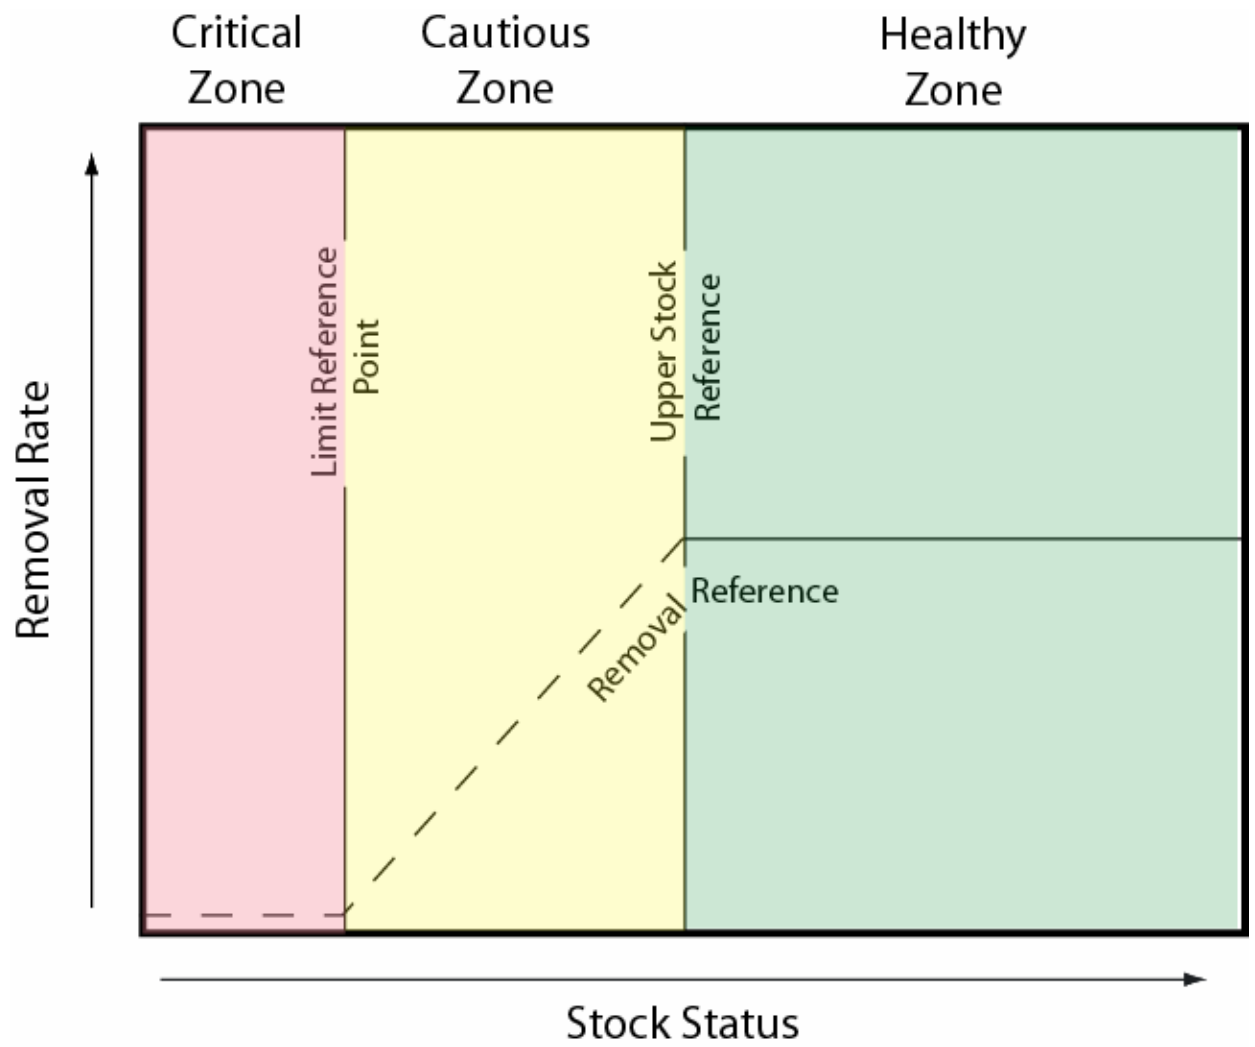 Critical
Zone
Cautious
Zone
Healthy
Zone
Removal Rate
Limit Reference
Point
Upper Stock
Reference
Removal
Reference
Stock Status